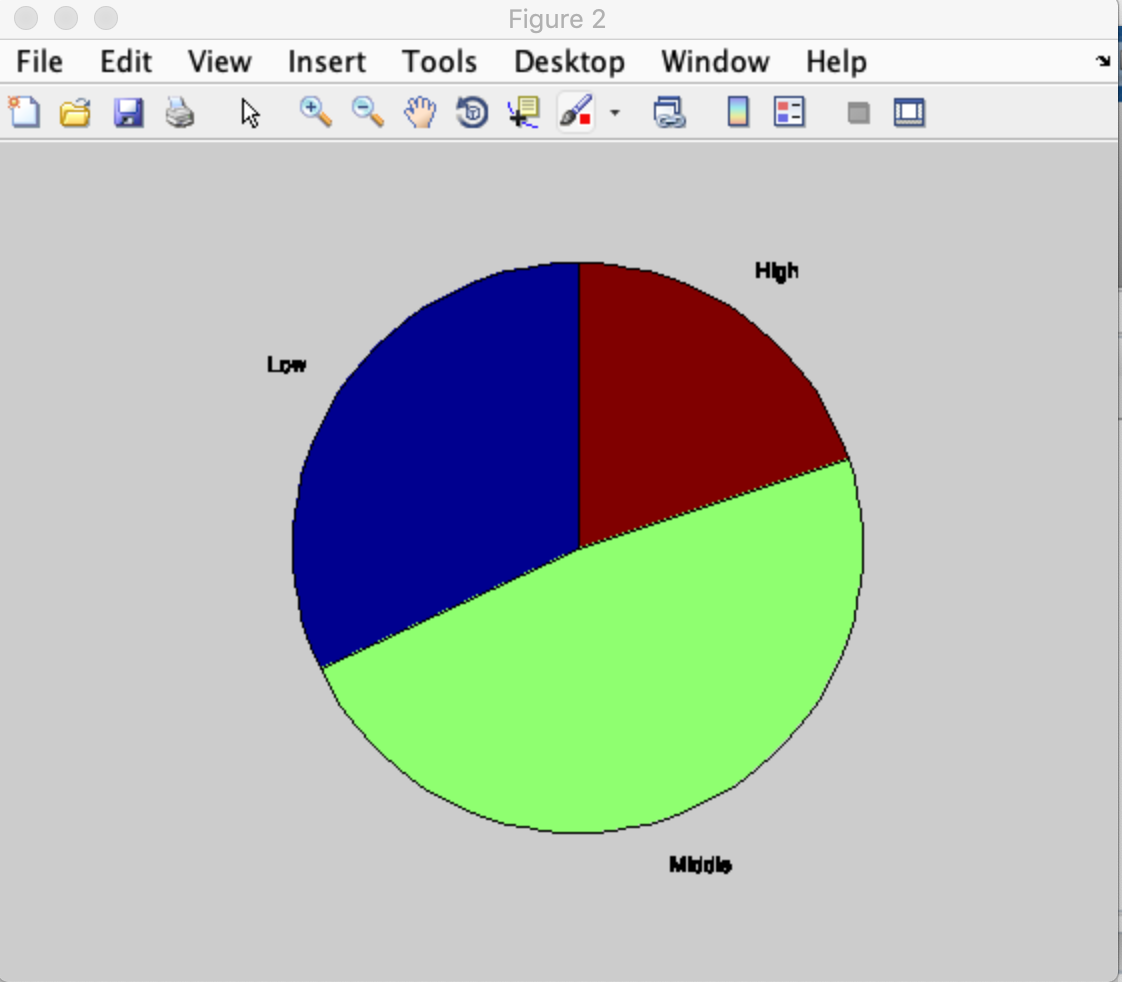 Figure 2
File Edit View Insert Tools Desktop Window Help
High
Low
Middle